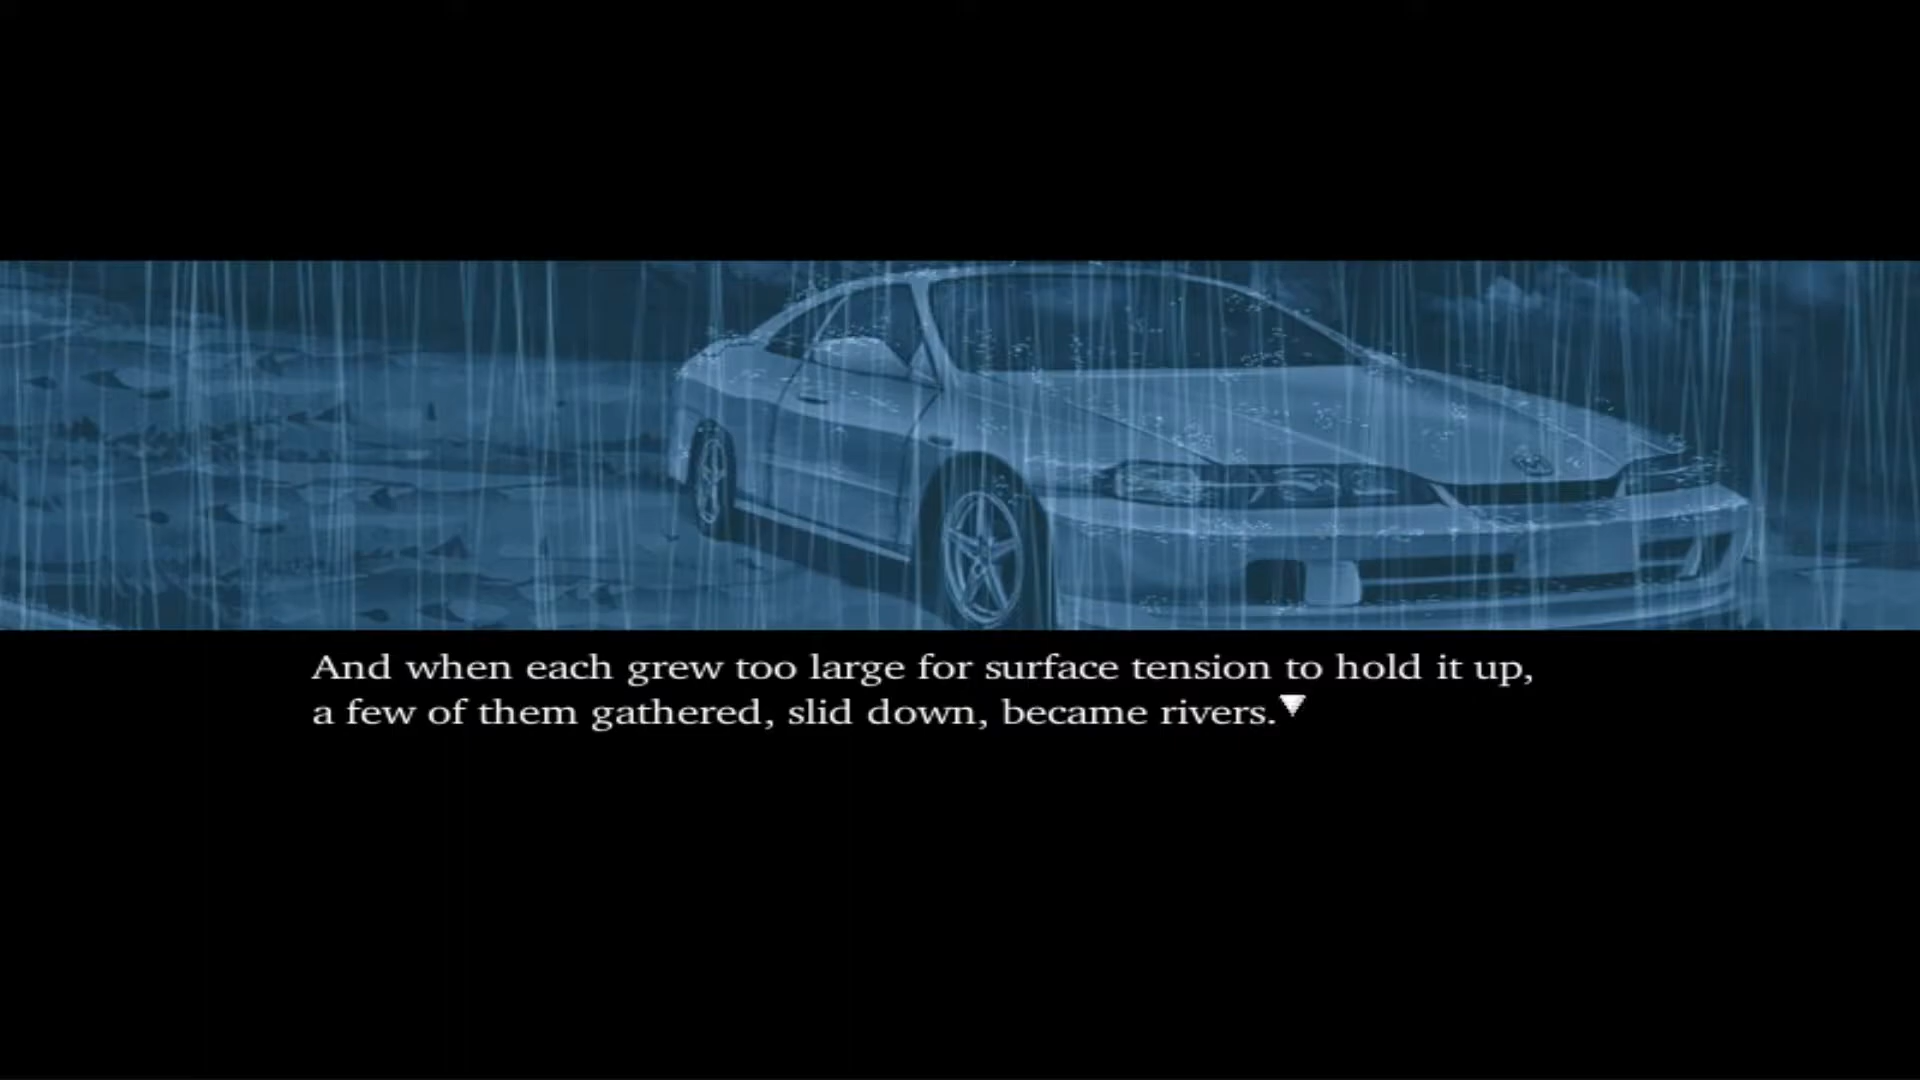 And when each grew too large for surface tension to hold it up,
a few of them gathered, slid down, became rivers.